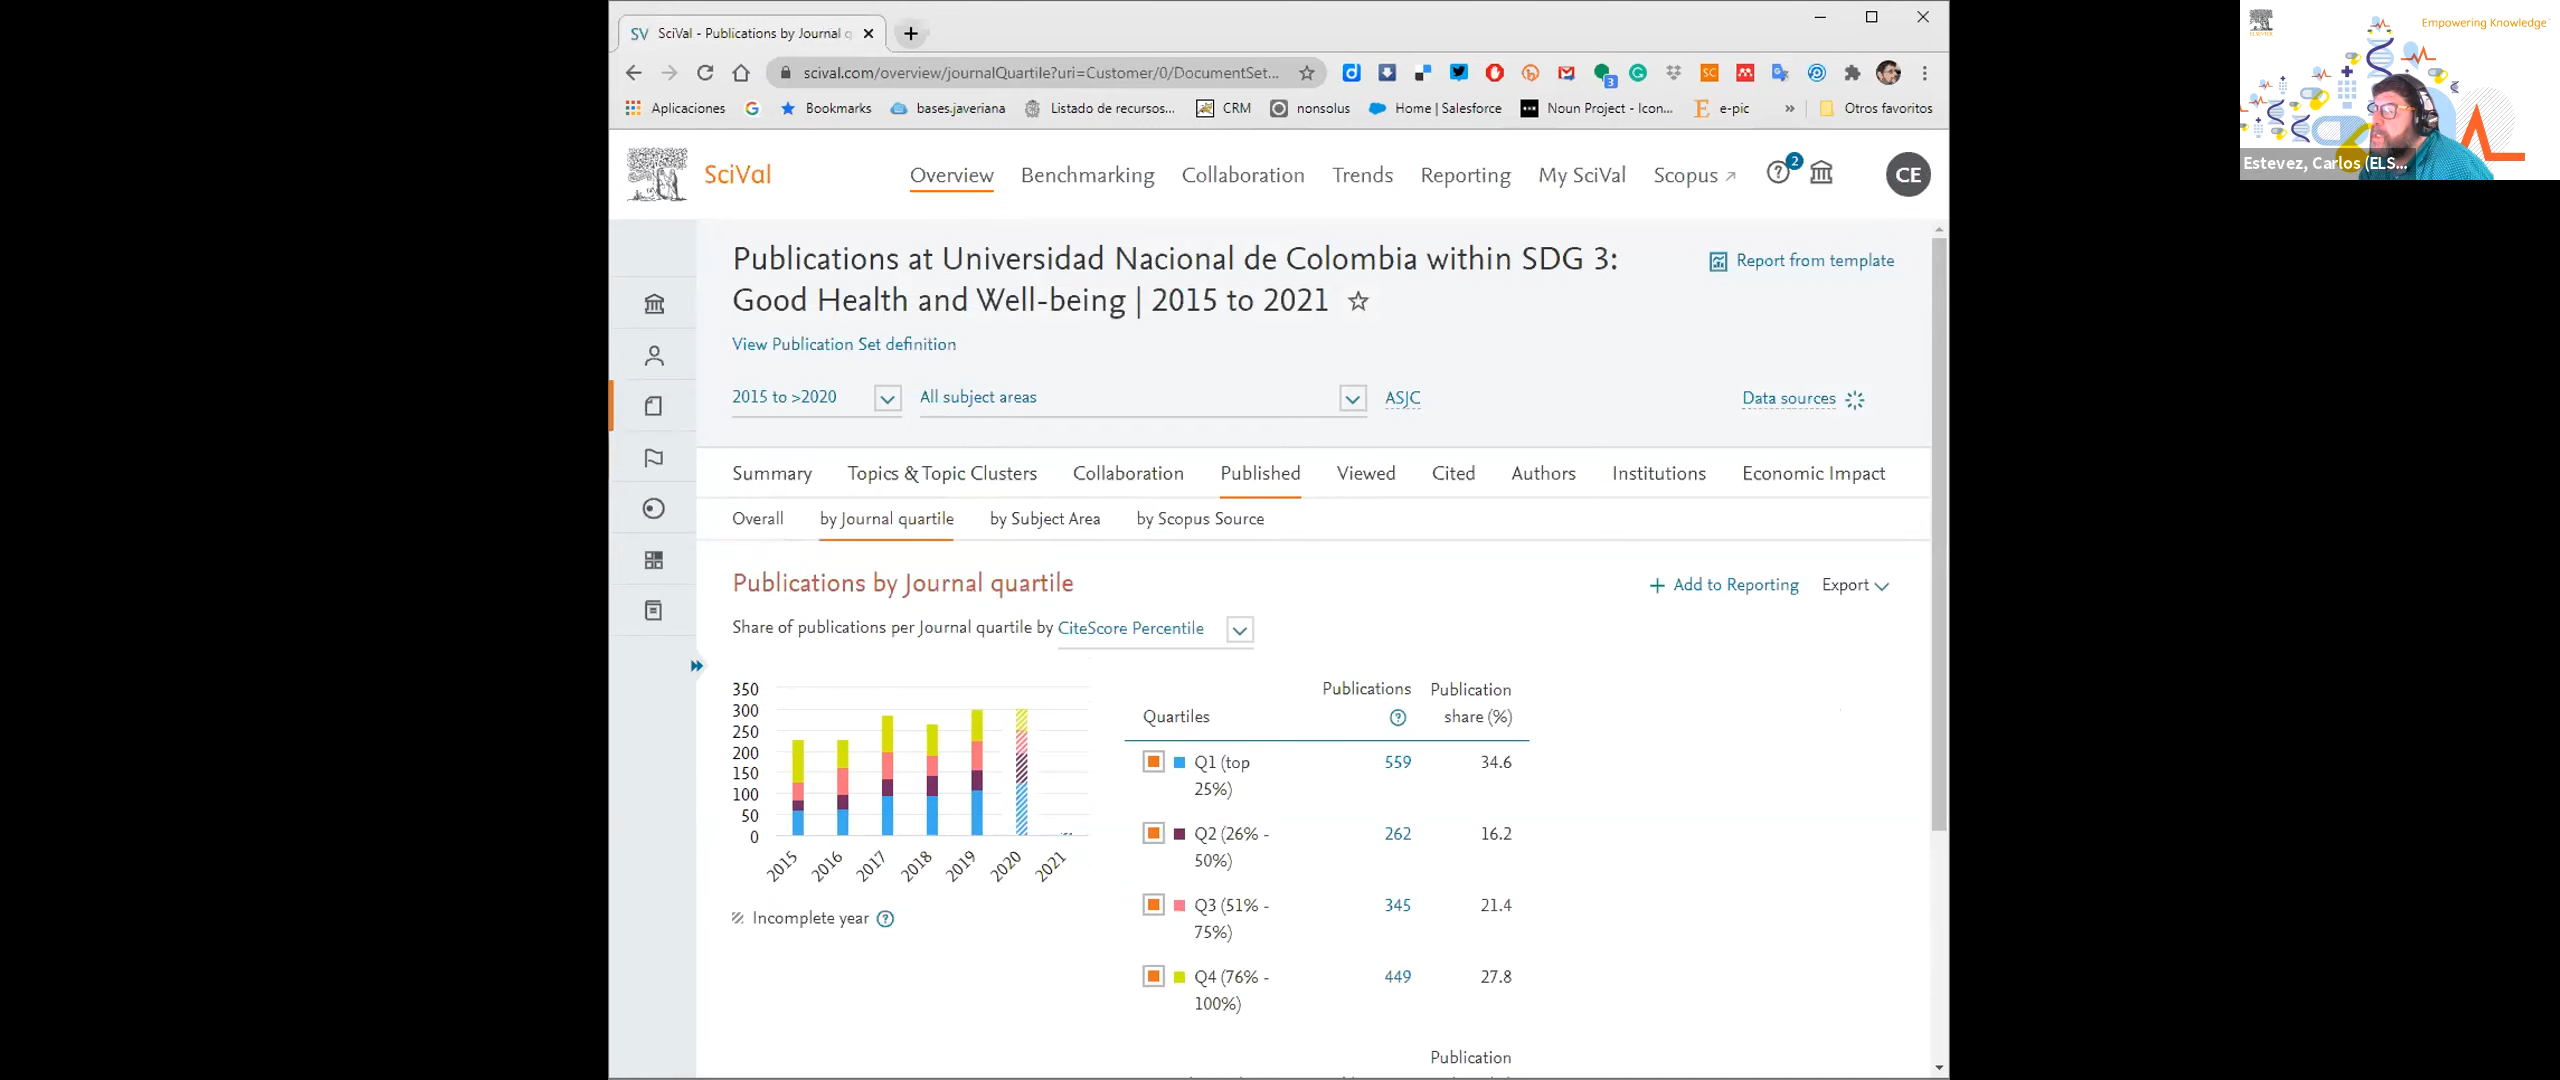 SciVal - Publications by Journal q
scival.com/overview/journalQuartile?uri=Customer/0/DocumentSet...
Aplicaciones
Bookmarks
bases.javeriana
Listado de recursos...
CRM
nonsolus
Home | Salesforce
Noun Project - Icon...
e-pic
»
Otros favoritos
SciVal
Overview
Benchmarking
Collaboration
Trends
Reporting
My SciVal
Scopus
2
CE
Publications at Universidad Nacional de Colombia within SDG 3:
Good Health and Well-being | 2015 to 2021
Report from template
View Publication Set definition
2015 to >2020
All subject areas
ASJC
Data sources
Summary
Topics & Topic Clusters
Collaboration
Published
Viewed
Cited
Authors
Institutions
Economic Impact
Overall
by Journal quartile
by Subject Area
by Scopus Source
Publications by Journal quartile
+ Add to Reporting
Export
Share of publications per Journal quartile by CiteScore Percentile
350
300
250
200
150
100
50
0
2015
2016
2017
2018
2019
2020
2021
Incomplete year
Quartiles
Publications
Publication
share (%)
Q1 (top
25%)
559
34.6
Q2 (26% -
50%)
262
16.2
Q3 (51% -
75%)
345
21.4
Q4 (76% -
100%)
449
27.8
Publication
Empowering Knowledge
Estevez, Carlos (ELS...